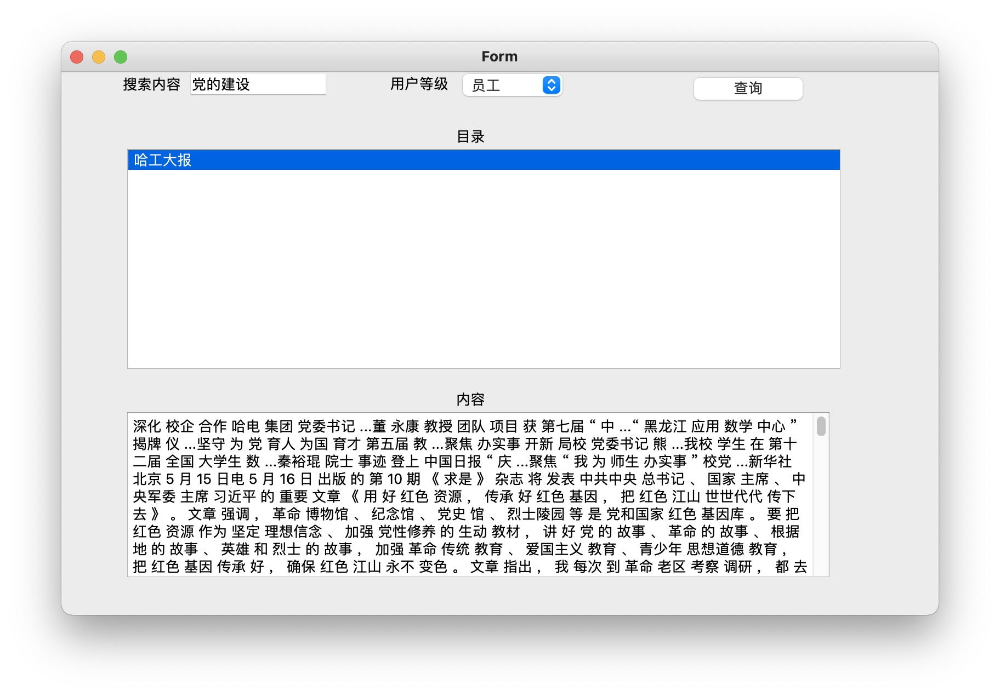 Form
搜索内容 党的建设 用户等级 员工 查询
目录
哈工大报
内容
深化 校企 合作 哈电 集团 党委书记 ...董 永康 教授 团队 项目 获 第七届 “ 中 ...“ 黑龙江 应用 数学 中心 ”
揭牌 仪 ...坚守 为 党 育人 为国 育才 第五届 教 ...聚焦 办实事 开新 局校 党委书记 熊 ...我校 学生 在 第十
二届 全国 大学生 数 ...秦裕琨 院士 事迹 登上 中国日报 “ 庆 ...聚焦 “ 我 为 师生 办实事 ” 校党 ...新华社
北京 5 月 15 日电 5 月 16 日 出版 的 第 10 期 《 求是 》 杂志 将 发表 中共中央 总书记 、 国家 主席 、 中
央军委 主席 习近平 的 重要 文章 《 用 好 红色 资源 ， 传承 好 红色 基因 ， 把 红色 江山 世世代代 传下
去 》 。 文章 强调 ， 革命 博物馆 、 纪念馆 、 党史 馆 、 烈士陵园 等 是 党和国家 红色 基因库 。 要 把
红色 资源 作为 坚定 理想信念 、 加强 党性修养 的 生动 教材 ， 讲 好 党 的 故事 、 革命 的 故事 、 根据
地 的 故事 、 英雄 和 烈士 的 故事 ， 加强 革命 传统 教育 、 爱国主义 教育 、 青少年 思想道德 教育 ，
把 红色 基因 传承 好 ， 确保 红色 江山 永不 变色 。 文章 指出 ， 我 每次 到 革命 老区 考察 调研 ， 都 去